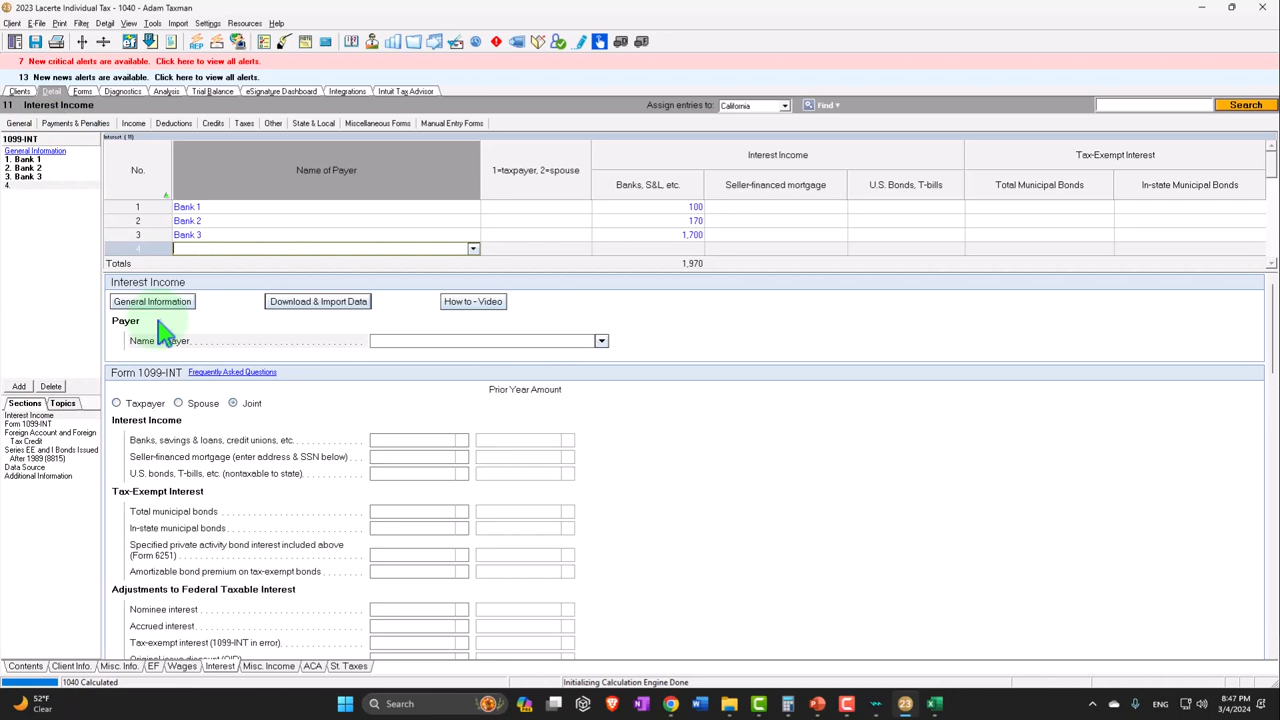 2023 Lacerte Individual Tax - 1040 - Adam Taxman
Client E-File Print Filter Detail View Tools Import Settings Resources Help
7 New critical alerts are available. Click here to view all alerts.
13 New news alerts are available. Click here to view all alerts.
Clients Detail Forms Diagnostics Analysis Trial Balance eSignature Dashboard Integrations Intuit Tax Advisor
11 Interest Income Assign entries to: California Find Search
General Payments & Penalties Income Deductions Credits Taxes Other State & Local Miscellaneous Forms Manual Entry Forms
1099-INT
General Information
1. Bank 1
2. Bank 2
3. Bank 3
4.
Add Delete
Sections Topics
Interest Income
Form 1099-INT
Foreign Account and Foreign
Tax Credit
Series EE and I Bonds Issued
After 1989 (8815)
Data Source
Additional Information
Interest (11)
Interest Income Tax-Exempt Interest
No. Name of Payer 1=taxpayer, 2=spouse Banks, S&L, etc. Seller-financed mortgage U.S. Bonds, T-bills Total Municipal Bonds In-state Municipal Bonds
1 Bank 1 100
2 Bank 2 170
3 Bank 3 1,700
4
Totals 1,970
Interest Income
General Information Download & Import Data How to - Video
Payer
Form 1099-INT Frequently Asked Questions
Prior Year Amount
Taxpayer Spouse Joint
Interest Income
Banks, savings & loans, credit unions, etc.
Seller-financed mortgage (enter address & SSN below)
U.S. bonds, T-bills, etc. (nontaxable to state)
Tax-Exempt Interest
Total municipal bonds
In-state municipal bonds
Specified private activity bond interest included above
(Form 6251)
Amortizable bond premium on tax-exempt bonds
Adjustments to Federal Taxable Interest
Nominee interest
Accrued interest
Tax-exempt interest (1099-INT in error)
Contents Client Info. Misc. Info. EF Wages Interest Misc. Income ACA St. Taxes
1040 Calculated Initializing Calculation Engine Done
52°F
Clear
Search
8:47 PM
3/4/2024